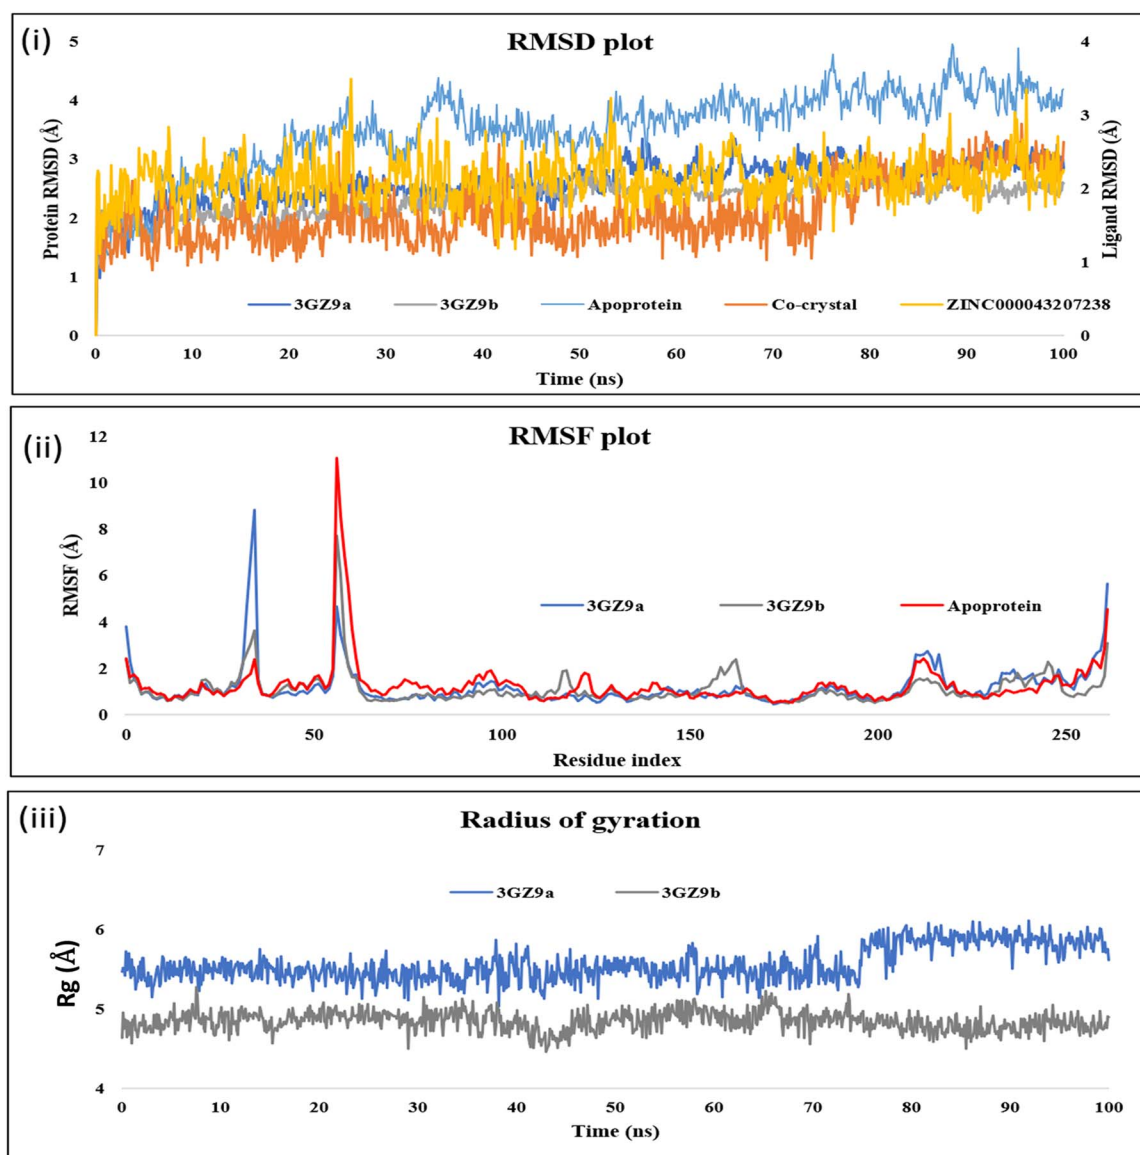 (i)
RMSD plot
5
4
3
2
1
0
Protein RMSD (Å)
4
3
2
1
0
Ligand RMSD (Å)
3GZ9a 3GZ9b Apoprotein Co-crystal ZINC000043207238
0 10 20 30 40 50 60 70 80 90 100
Time (ns)
(ii)
RMSF plot
12
10
8
6
4
2
0
RMSF (Å)
3GZ9a 3GZ9b Apoprotein
0 50 100 150 200 250
Residue index
(iii)
Radius of gyration
7
6
5
4
Rg (Å)
3GZ9a 3GZ9b
0 10 20 30 40 50 60 70 80 90 100
Time (ns)